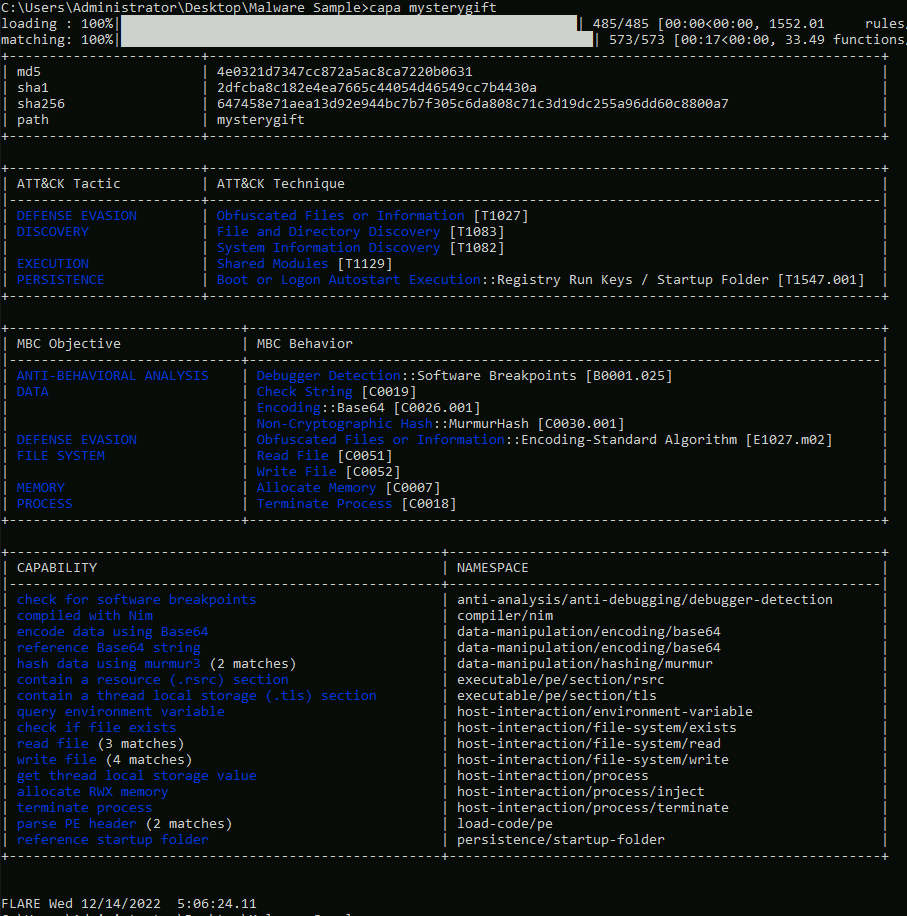 C:\Users\Administrator\Desktop\Malware Sample>capa mysterygift
loading : 100%| | 485/485 [00:00<00:00, 1552.01 rules
matching: 100%| | 573/573 [00:17<00:00, 33.49 functions
md5 | 4e0321d7347cc872a5ac8ca7220b0631
sha1 | 2dfcba8c182e4ea7665c44054d46549cc7b4430a
sha256 | 647458e71aea13d92e944bc7b7f305c6da808c71c3d19dc255a96dd60c8800a7
path | mysterygift
ATT&CK Tactic | ATT&CK Technique
DEFENSE EVASION | Obfuscated Files or Information [T1027]
DISCOVERY | File and Directory Discovery [T1083]
| System Information Discovery [T1082]
EXECUTION | Shared Modules [T1129]
PERSISTENCE | Boot or Logon Autostart Execution::Registry Run Keys / Startup Folder [T1547.001]
MBC Objective | MBC Behavior
ANTI-BEHAVIORAL ANALYSIS | Debugger Detection::Software Breakpoints [B0001.025]
DATA | Check String [C0019]
| Encoding::Base64 [C0026.001]
| Non-Cryptographic Hash::MurmurHash [C0030.001]
DEFENSE EVASION | Obfuscated Files or Information::Encoding-Standard Algorithm [E1027.m02]
FILE SYSTEM | Read File [C0051]
| Write File [C0052]
MEMORY | Allocate Memory [C0007]
PROCESS | Terminate Process [C0018]
CAPABILITY | NAMESPACE
check for software breakpoints | anti-analysis/anti-debugging/debugger-detection
compiled with Nim | compiler/nim
encode data using Base64 | data-manipulation/encoding/base64
reference Base64 string | data-manipulation/encoding/base64
hash data using murmur3 (2 matches) | data-manipulation/hashing/murmur
contain a resource (.rsrc) section | executable/pe/section/rsrc
contain a thread local storage (.tls) section | executable/pe/section/tls
query environment variable | host-interaction/environment-variable
check if file exists | host-interaction/file-system/exists
read file (3 matches) | host-interaction/file-system/read
write file (4 matches) | host-interaction/file-system/write
get thread local storage value | host-interaction/process
allocate RWX memory | host-interaction/process/inject
terminate process | host-interaction/process/terminate
parse PE header (2 matches) | load-code/pe
reference startup folder | persistence/startup-folder
FLARE Wed 12/14/2022 5:06:24.11